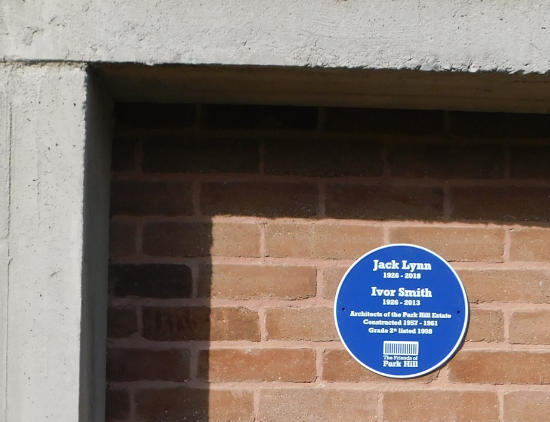 Jack Lynn
1926 - 2013
Ivor Smith
1926 - 2018
Architects of the Park Hill Estate
Constructed 1957 - 1961
Grade 2* listed 1998
The Friends of
Park Hill